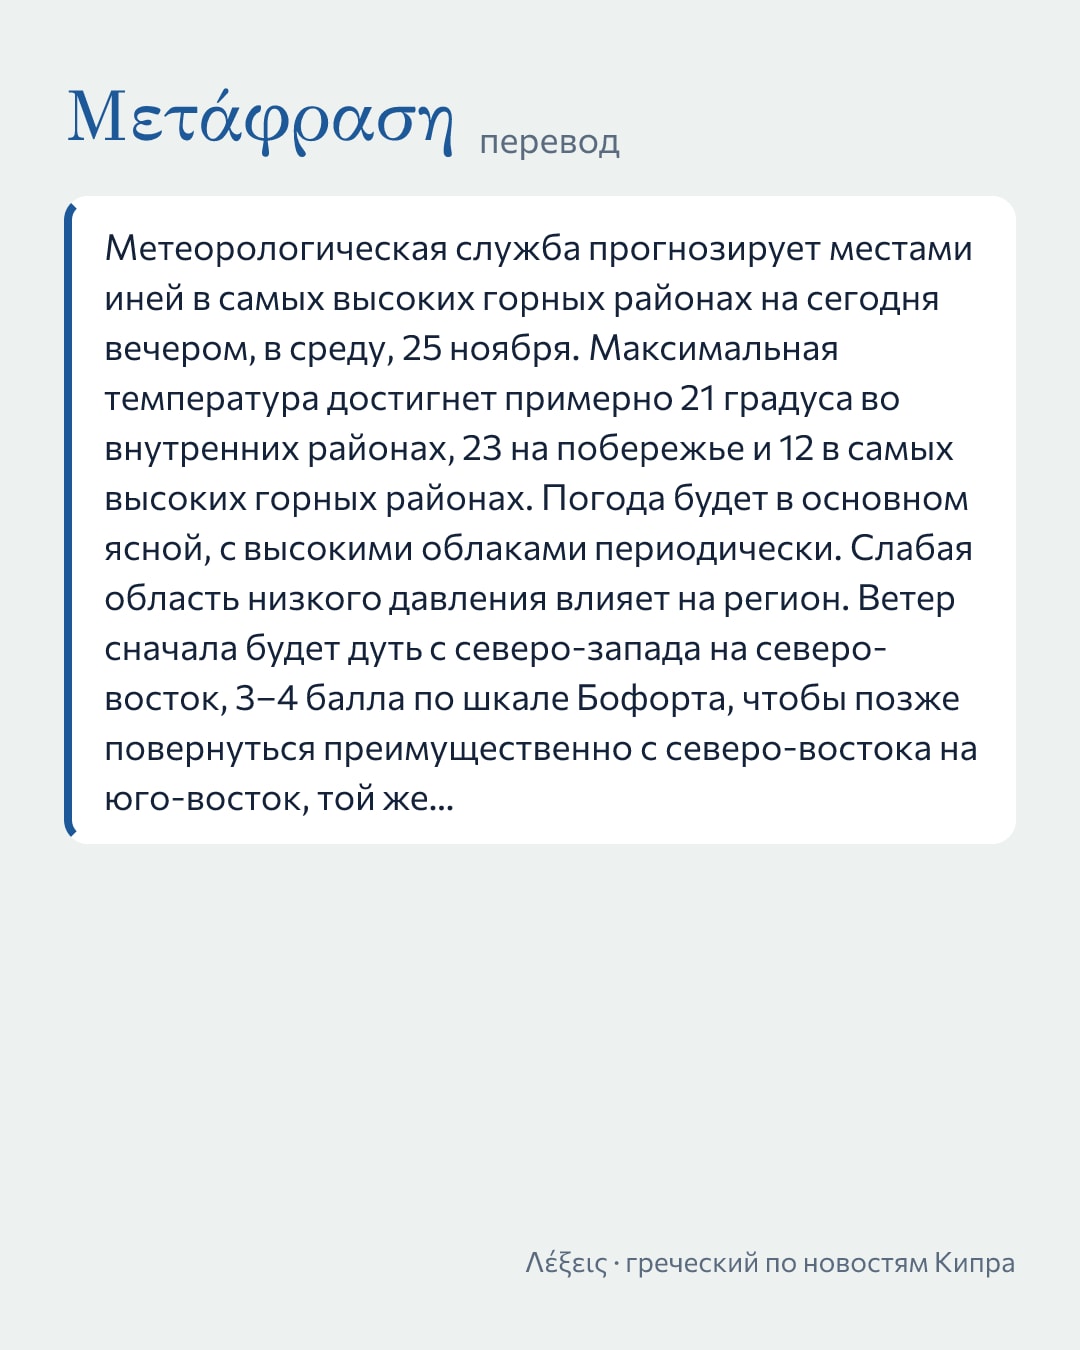 Μετάφραση перевод
Метеорологическая служба прогнозирует местами
иней в самых высоких горных районах на сегодня
вечером, в среду, 25 ноября. Максимальная
температура достигнет примерно 21 градуса во
внутренних районах, 23 на побережье и 12 в самых
высоких горных районах. Погода будет в основном
ясной, с высокими облаками периодически. Слабая
область низкого давления влияет на регион. Ветер
сначала будет дуть с северо-запада на северо-
восток, 3–4 балла по шкале Бофорта, чтобы позже
повернуться преимущественно с северо-востока на
юго-восток, той же...
Λέξεις · греческий по новостям Кипра